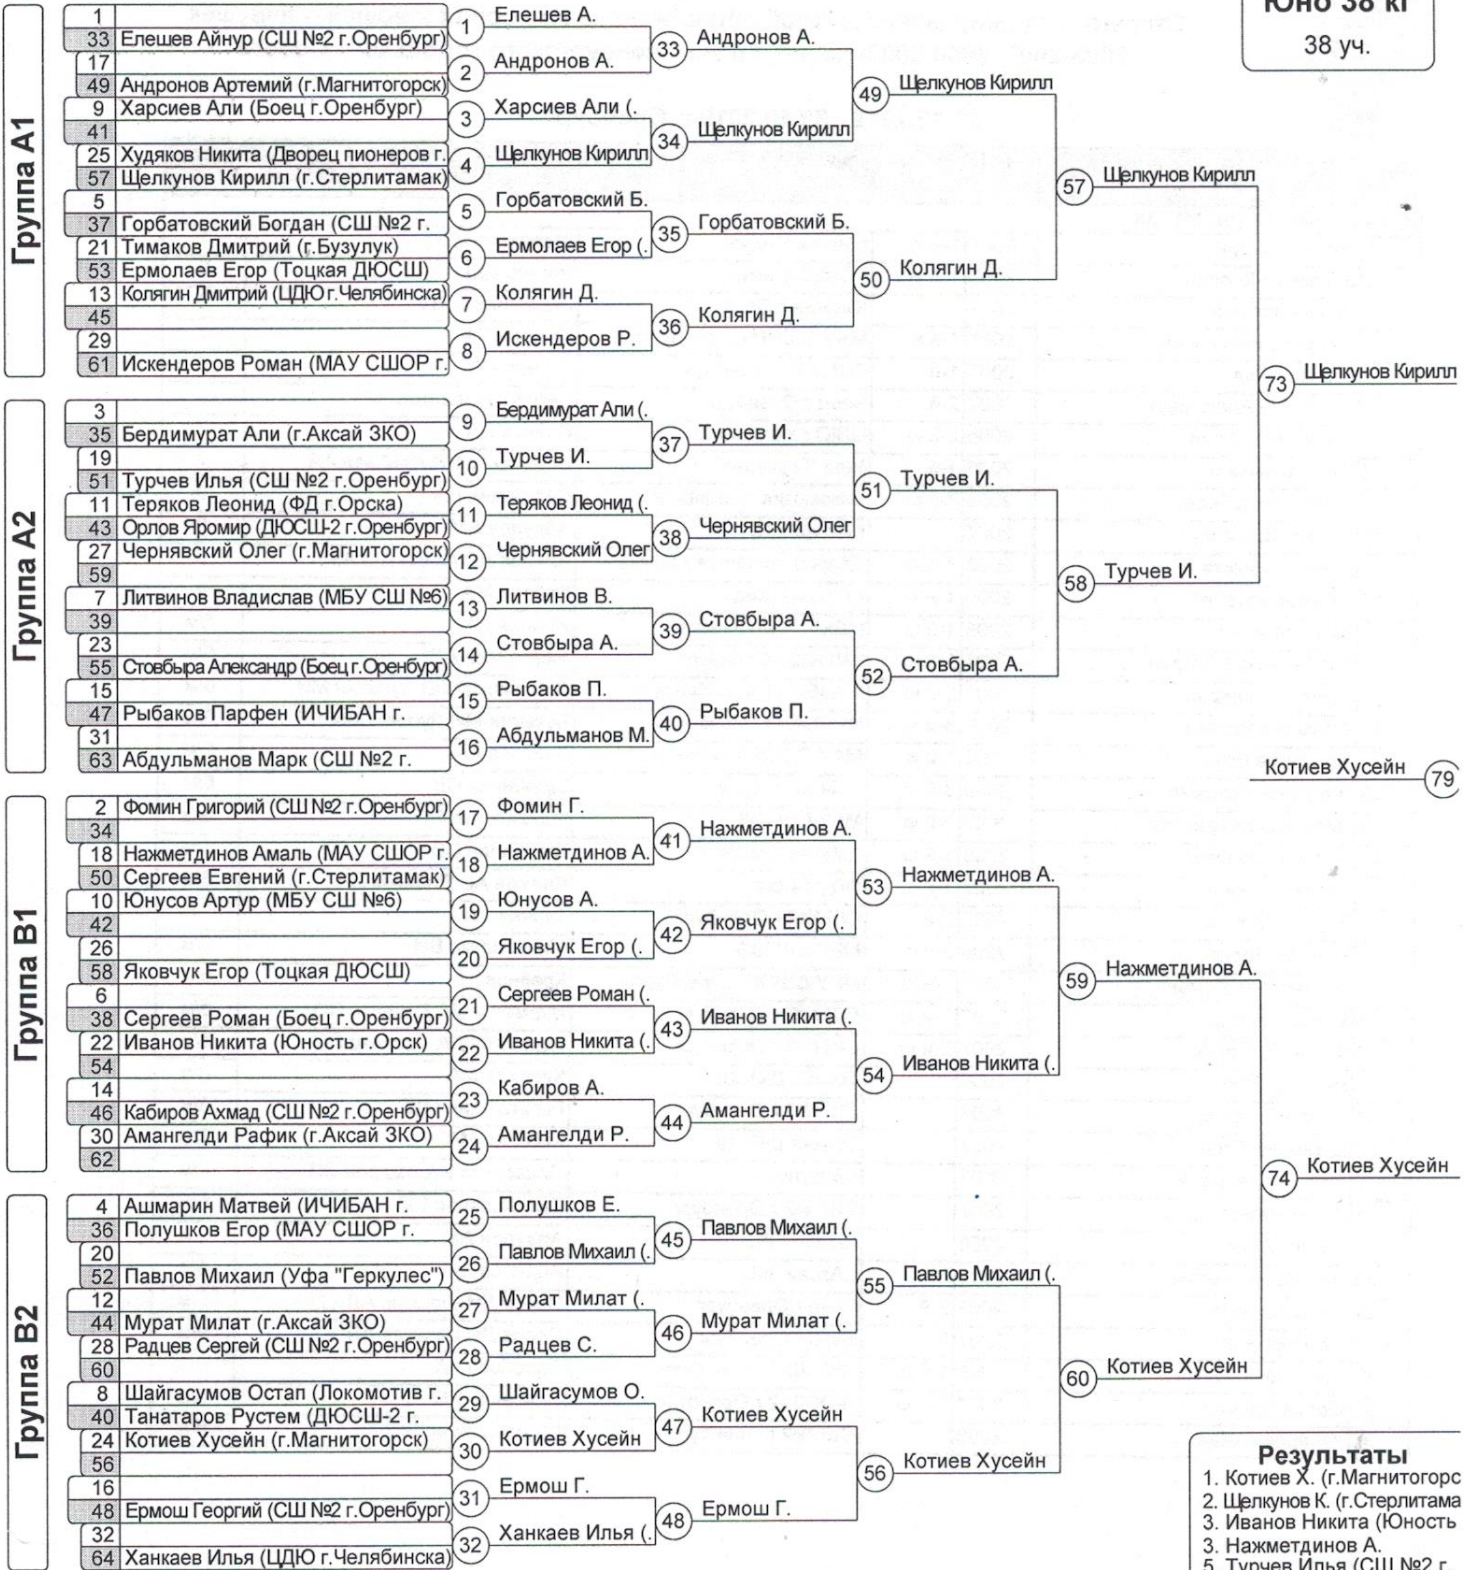 Юно 38 кг
38 уч.
Группа А1
1
33 Елешев Айнур (СШ №2 г.Оренбург)
17
49 Андронов Артемий (г.Магнитогорск)
9 Харсиев Али (Боец г.Оренбург)
41
25 Худяков Никита (Дворец пионеров г.
57 Щелкунов Кирилл (г.Стерлитамак)
5
37 Горбатовский Богдан (СШ №2 г.
21 Тимаков Дмитрий (г.Бузулук)
53 Ермолаев Егор (Тоцкая ДЮСШ)
13 Колягин Дмитрий (ЦДЮ г.Челябинска)
45
29
61 Искендеров Роман (МАУ СШОР г.
1 Елешев А.
2 Андронов А.
3 Харсиев Али (.
4 Щелкунов Кирилл
5 Горбатовский Б.
6 Ермолаев Егор (.
7 Колягин Д.
8 Искендеров Р.
33 Андронов А.
34 Щелкунов Кирилл
35 Горбатовский Б.
36 Колягин Д.
49 Щелкунов Кирилл
50 Колягин Д.
57 Щелкунов Кирилл
Группа А2
3
35 Бердимурат Али (г.Аксай ЗКО)
19
51 Турчев Илья (СШ №2 г.Оренбург)
11 Теряков Леонид (ФД г.Орска)
43 Орлов Яромир (ДЮСШ-2 г.Оренбург)
27 Чернявский Олег (г.Магнитогорск)
59
7 Литвинов Владислав (МБУ СШ №6)
39
23
55 Стовбыра Александр (Боец г.Оренбург)
15
47 Рыбаков Парфен (ИЧИБАН г.
31
63 Абдульманов Марк (СШ №2 г.
9 Бердимурат Али (.
10 Турчев И.
11 Теряков Леонид (.
12 Чернявский Олег
13 Литвинов В.
14 Стовбыра А.
15 Рыбаков П.
16 Абдульманов М.
37 Турчев И.
38 Чернявский Олег
39 Стовбыра А.
40 Рыбаков П.
51 Турчев И.
52 Стовбыра А.
58 Турчев И.
73 Щелкунов Кирилл
Котиев Хусейн 79
Группа В1
2 Фомин Григорий (СШ №2 г.Оренбург)
34
18 Нажметдинов Амаль (МАУ СШОР г.
50 Сергеев Евгений (г.Стерлитамак)
10 Юнусов Артур (МБУ СШ №6)
42
26
58 Яковчук Егор (Тоцкая ДЮСШ)
6
38 Сергеев Роман (Боец г.Оренбург)
22 Иванов Никита (Юность г.Орск)
54
14
46 Кабиров Ахмад (СШ №2 г.Оренбург)
30 Амангелди Рафик (г.Аксай ЗКО)
62
17 Фомин Г.
18 Нажметдинов А.
19 Юнусов А.
20 Яковчук Егор (.
21 Сергеев Роман (.
22 Иванов Никита (.
23 Кабиров А.
24 Амангелди Р.
41 Нажметдинов А.
42 Яковчук Егор (.
43 Иванов Никита (.
44 Амангелди Р.
53 Нажметдинов А.
54 Иванов Никита (.
59 Нажметдинов А.
Группа В2
4 Ашмарин Матвей (ИЧИБАН г.
36 Полушков Егор (МАУ СШОР г.
20
52 Павлов Михаил (Уфа "Геркулес")
12
44 Мурат Милат (г.Аксай ЗКО)
28 Радцев Сергей (СШ №2 г.Оренбург)
60
8 Шайгасумов Остап (Локомотив г.
40 Танатаров Рустем (ДЮСШ-2 г.
24 Котиев Хусейн (г.Магнитогорск)
56
16
48 Ермош Георгий (СШ №2 г.Оренбург)
32
64 Ханкаев Илья (ЦДЮ г.Челябинска)
25 Полушков Е.
26 Павлов Михаил (.
27 Мурат Милат (.
28 Радцев С.
29 Шайгасумов О.
30 Котиев Хусейн
31 Ермош Г.
32 Ханкаев Илья (.
45 Павлов Михаил (.
46 Мурат Милат (.
47 Котиев Хусейн
48 Ермош Г.
55 Павлов Михаил (.
56 Котиев Хусейн
60 Котиев Хусейн
74 Котиев Хусейн
Результаты
1. Котиев Х. (г.Магнитогорс
2. Щелкунов К. (г.Стерлитама
3. Иванов Никита (Юность
3. Нажметдинов А.
5. Турчев Илья (СШ №2 г.